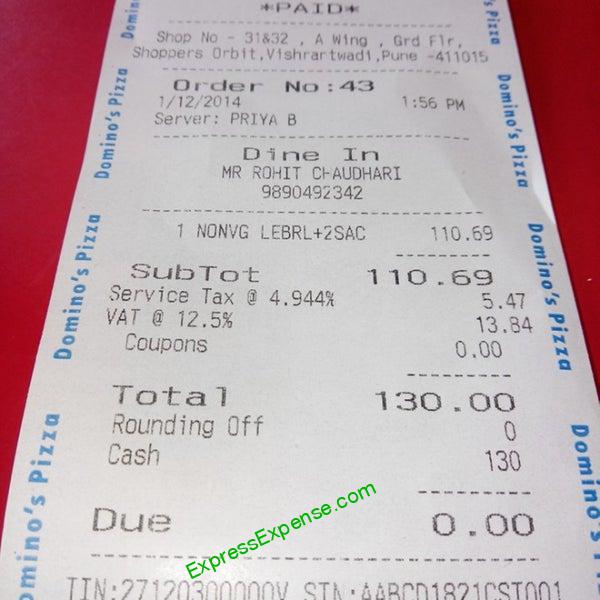 *PAID*
Shop No - 31&32 , A Wing , Grd Flr,
Shoppers Orbit,Vishrartwadi,Pune -411015
Order No:43
1/12/2014 1:56 PM
Server: PRIYA B
Dine In
MR ROHIT CHAUDHARI
9890492342
1 NONVG LEBRL+2SAC 110.69
SubTot 110.69
Service Tax @ 4.944% 5.47
VAT @ 12.5% 13.84
Coupons 0.00
Total 130.00
Rounding Off 0
Cash 130
Due 0.00
TIN:27120300000V STN:AABCD1821CST001
Domino's
Domino's Pizza
Domino's Pizza
Domino's Pizza
Domino's Pizza
Domino's Pizza
Domino's Pizza
Domino's Pizza
ExpressExpense.com